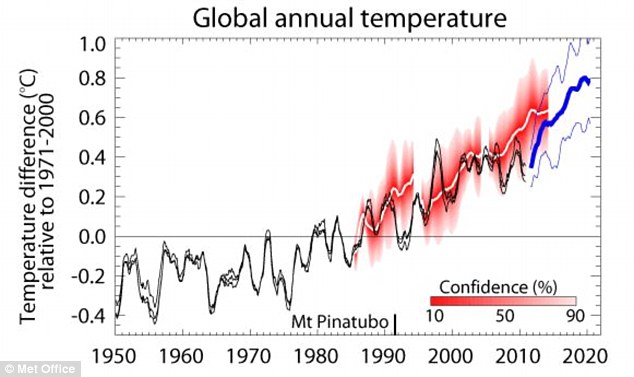 Global annual temperature
Temperature difference (°C)
relative to 1971-2000
1.0
0.8
0.6
0.4
0.2
0.0
-0.2
-0.4
Confidence (%)
10 50 90
Mt Pinatubo
1950 1960 1970 1980 1990 2000 2010 2020
© Met Office